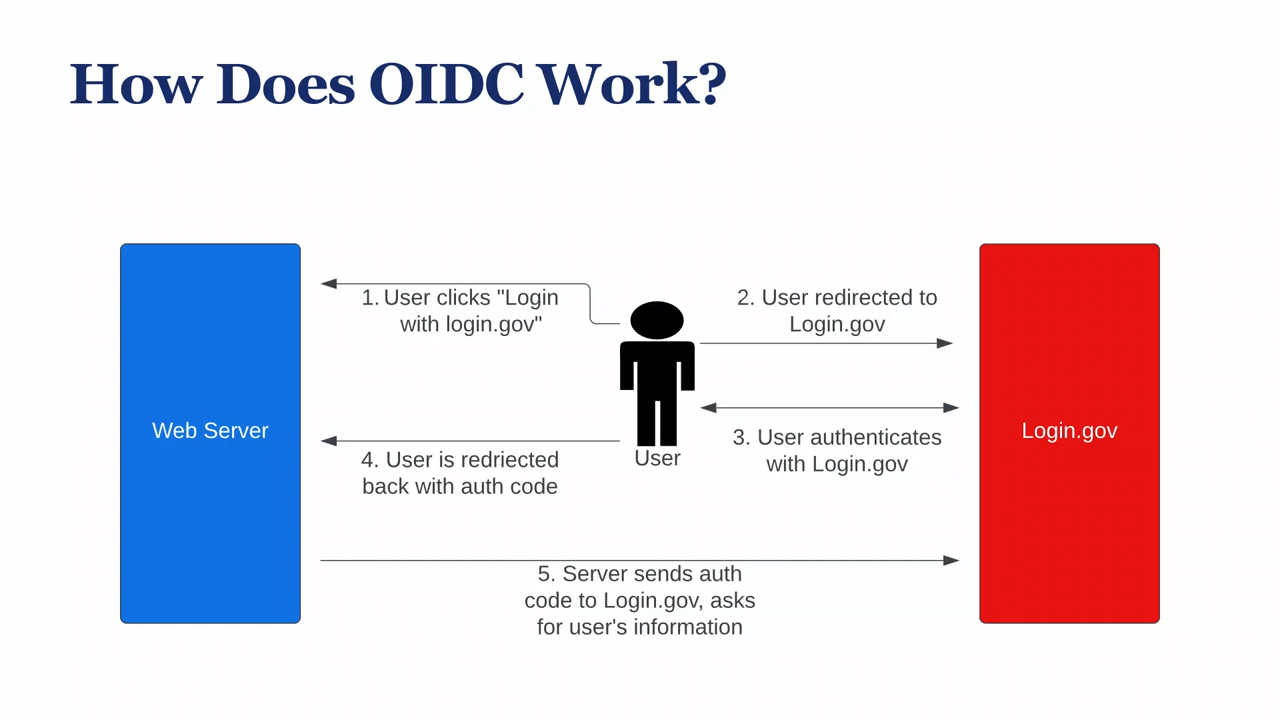 How Does OIDC Work?
1. User clicks "Login
with login.gov"
2. User redirected to
Login.gov
Web Server
Login.gov
3. User authenticates
with Login.gov
User
4. User is redriected
back with auth code
5. Server sends auth
code to Login.gov, asks
for user's information